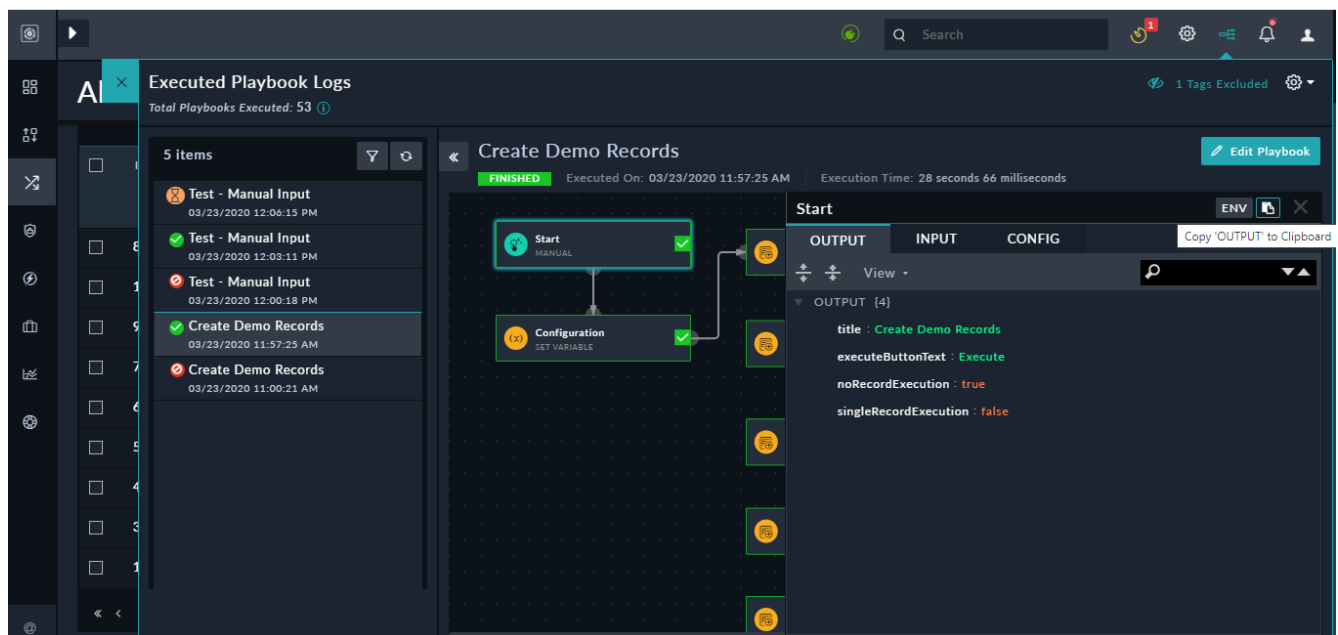 1
Search
Al
Executed Playbook Logs
Total Playbooks Executed: 53
1 Tags Excluded
5 items
Test - Manual Input
03/23/2020 12:06:15 PM
Test - Manual Input
03/23/2020 12:03:11 PM
Test - Manual Input
03/23/2020 12:00:18 PM
Create Demo Records
03/23/2020 11:57:25 AM
Create Demo Records
03/23/2020 11:00:21 AM
Create Demo Records
Edit Playbook
FINISHED Executed On: 03/23/2020 11:57:25 AM Execution Time: 28 seconds 66 milliseconds
Start
MANUAL
(x) Configuration
SET VARIABLE
Start
ENV
Copy 'OUTPUT' to Clipboard
OUTPUT INPUT CONFIG
View
OUTPUT {4}
title : Create Demo Records
executeButtonText : Execute
noRecordExecution : true
singleRecordExecution : false
« ‹
@